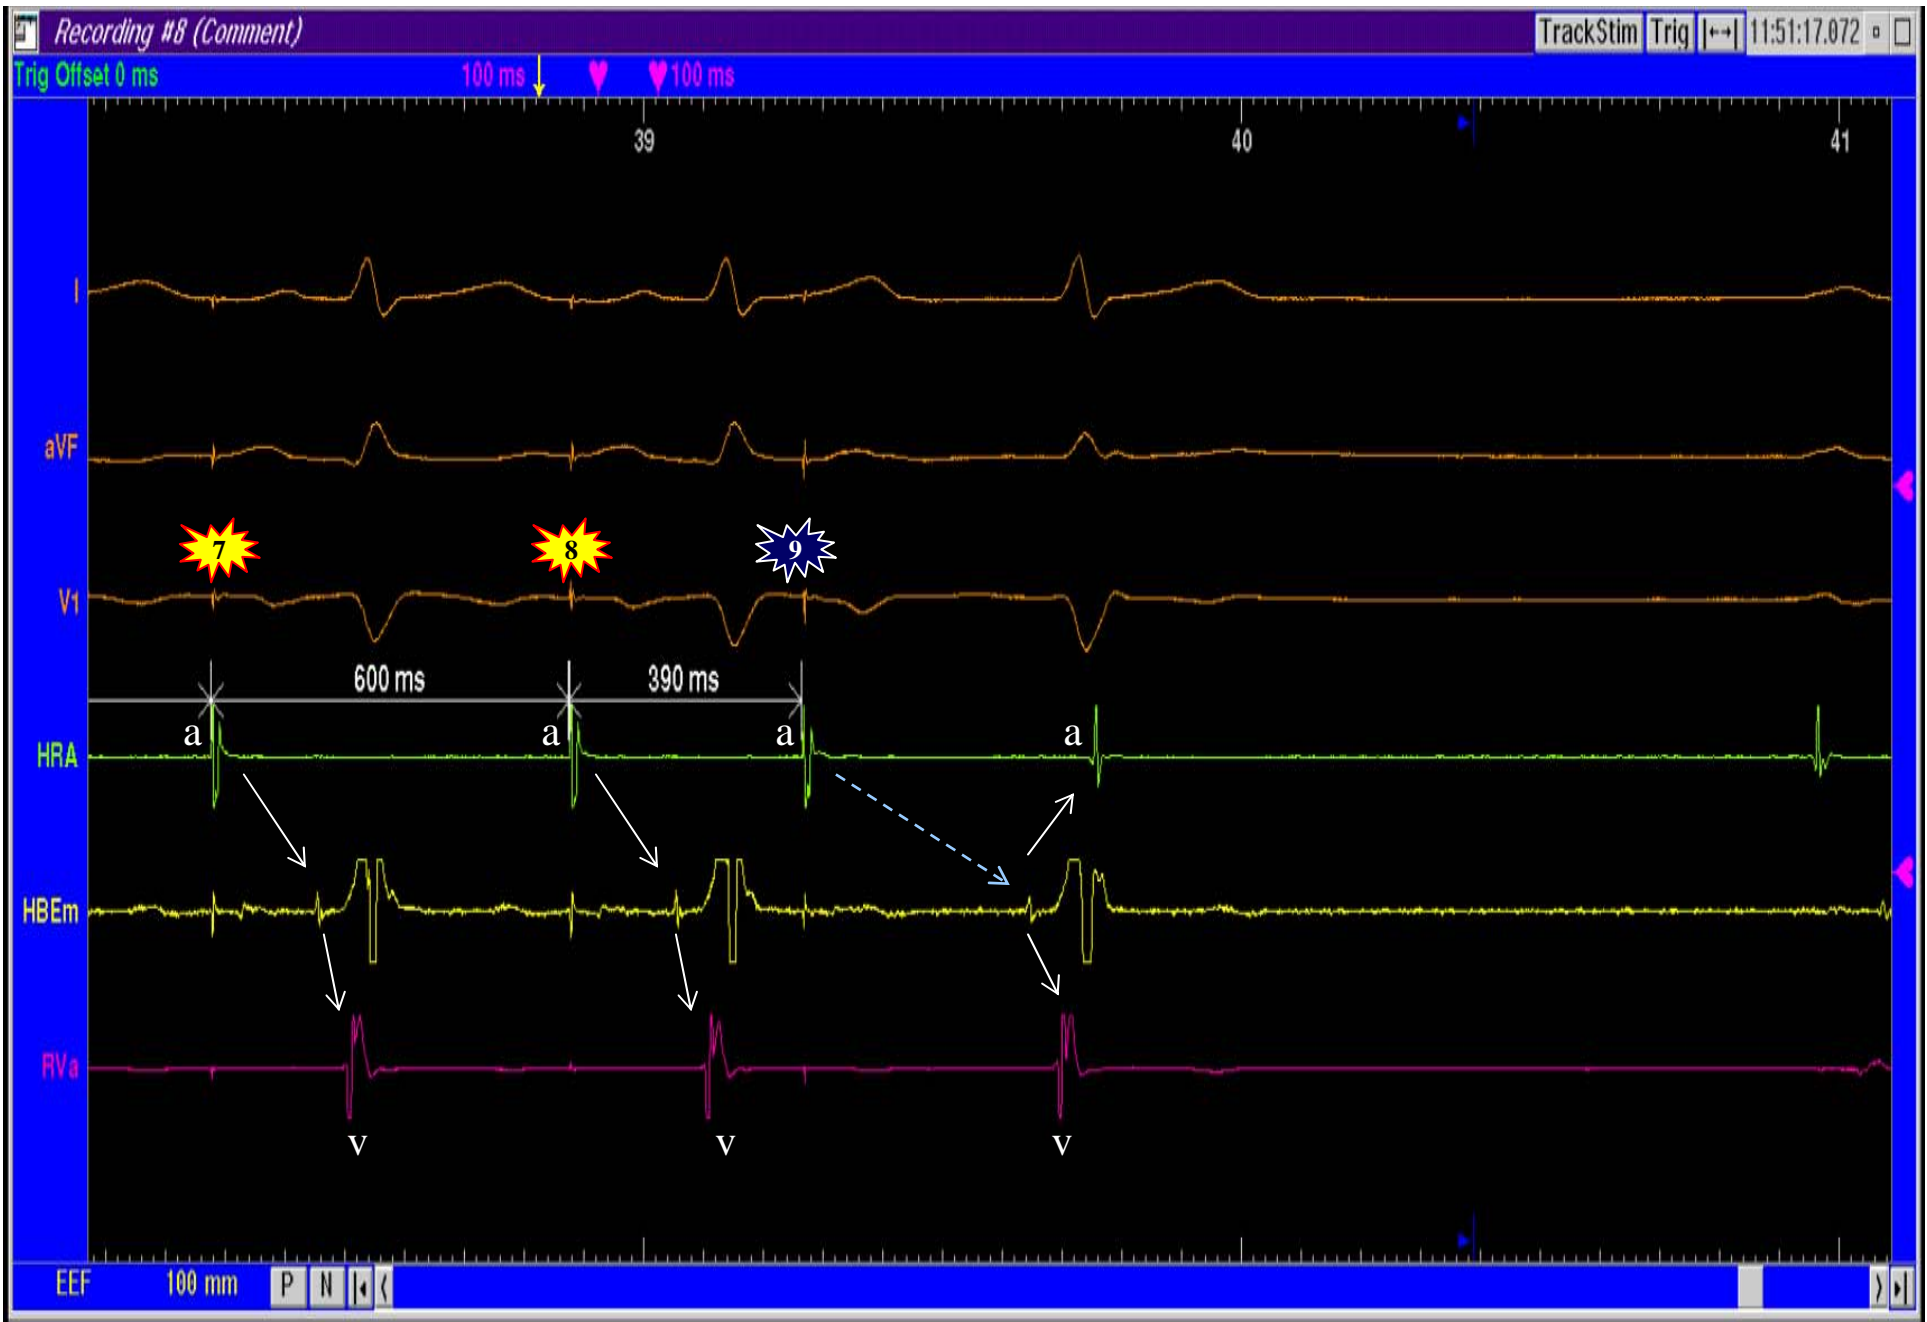 Recording #8 (Comment)
TrackStim Trig 11:51:17.072
Trig Offset 0 ms
100 ms
100 ms
39
40
41
I
aVF
7
8
9
V1
600 ms
390 ms
a
a
a
a
HRA
HBEm
RVa
v
v
v
EEF 100 mm P N